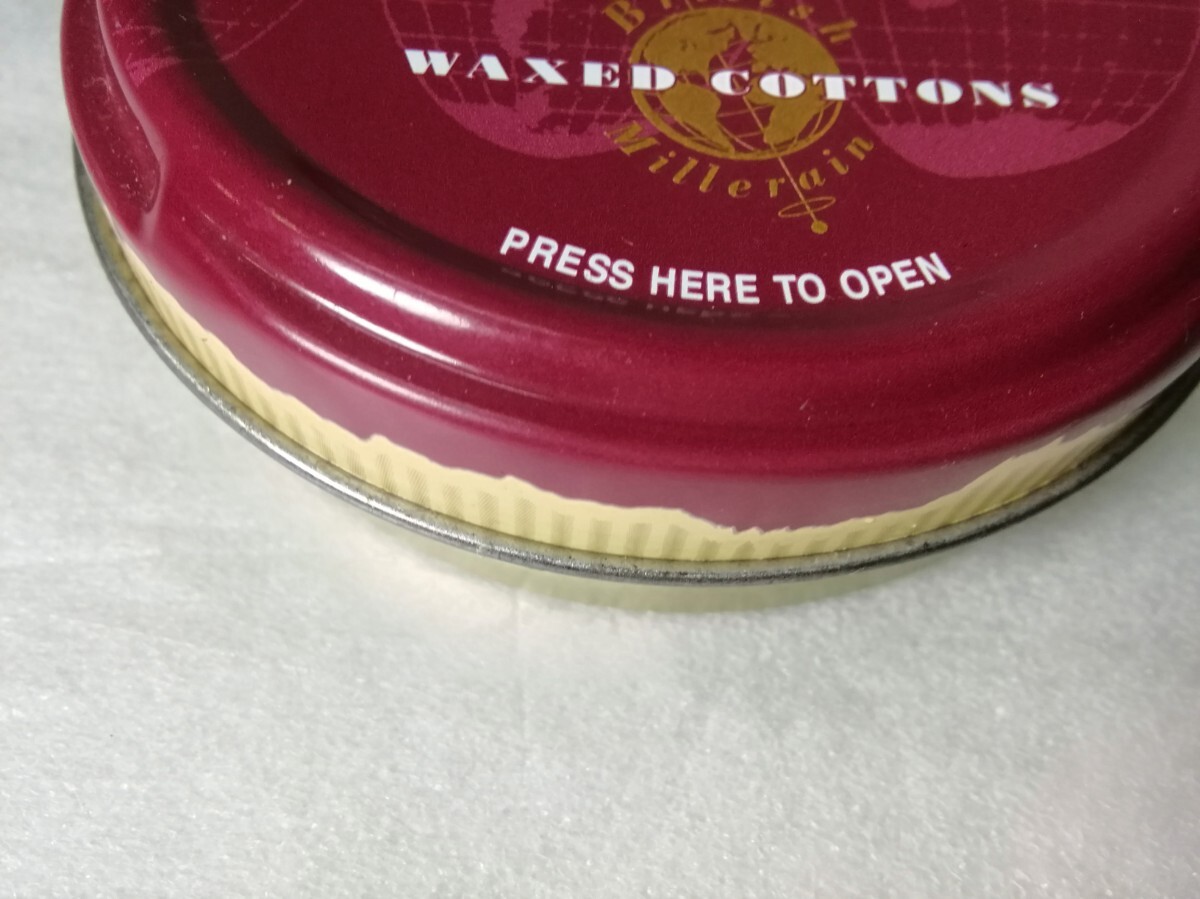 British
WAXED COTTONS
Millerain
PRESS HERE TO OPEN